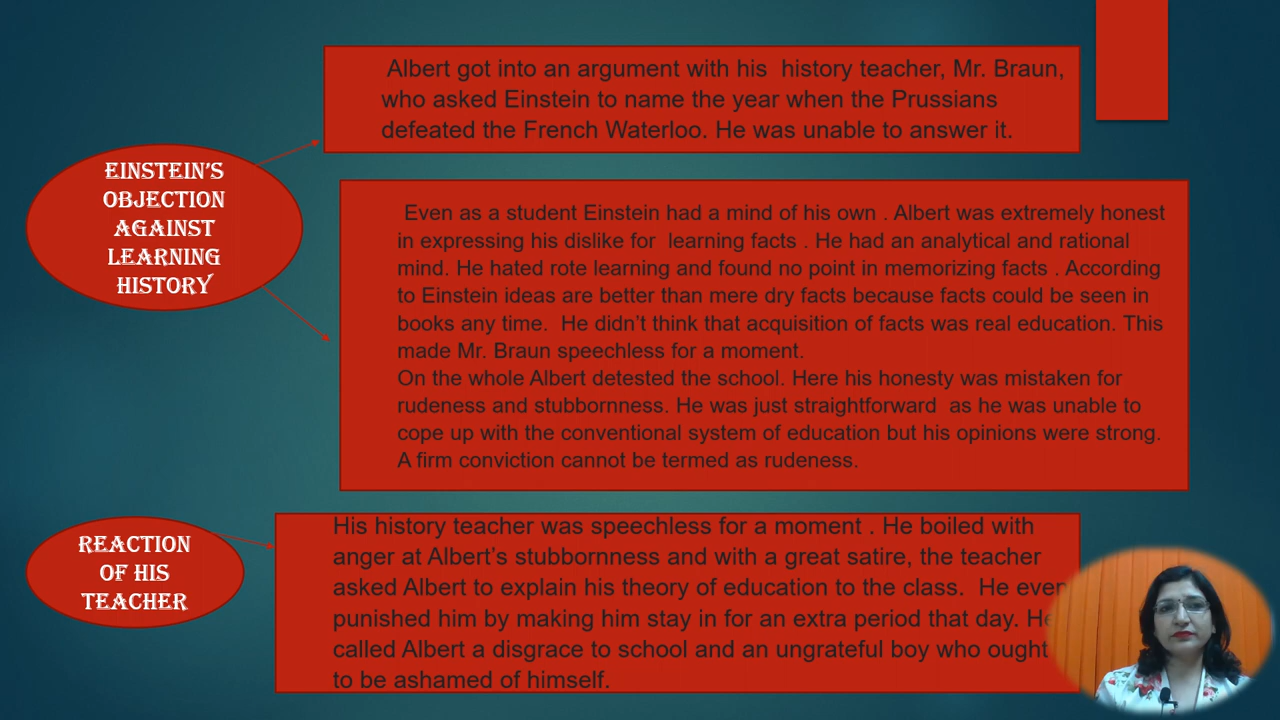 Albert got into an argument with his  history teacher, Mr. Braun,
who asked Einstein to name the year when the Prussians
defeated the French Waterloo. He was unable to answer it.
EINSTEIN'S
OBJECTION
AGAINST
LEARNING
HISTORY
Even as a student Einstein had a mind of his own . Albert was extremely honest
in expressing his dislike for  learning facts . He had an analytical and rational
mind. He hated rote learning and found no point in memorizing facts . According
to Einstein ideas are better than mere dry facts because facts could be seen in
books any time.  He didn't think that acquisition of facts was real education. This
made Mr. Braun speechless for a moment.
On the whole Albert detested the school. Here his honesty was mistaken for
rudeness and stubbornness. He was just straightforward  as he was unable to
cope up with the conventional system of education but his opinions were strong.
A firm conviction cannot be termed as rudeness.
REACTION
OF HIS
TEACHER
His history teacher was speechless for a moment . He boiled with
anger at Albert's stubbornness and with a great satire, the teacher
asked Albert to explain his theory of education to the class.  He even
punished him by making him stay in for an extra period that day. He
called Albert a disgrace to school and an ungrateful boy who ought
to be ashamed of himself.